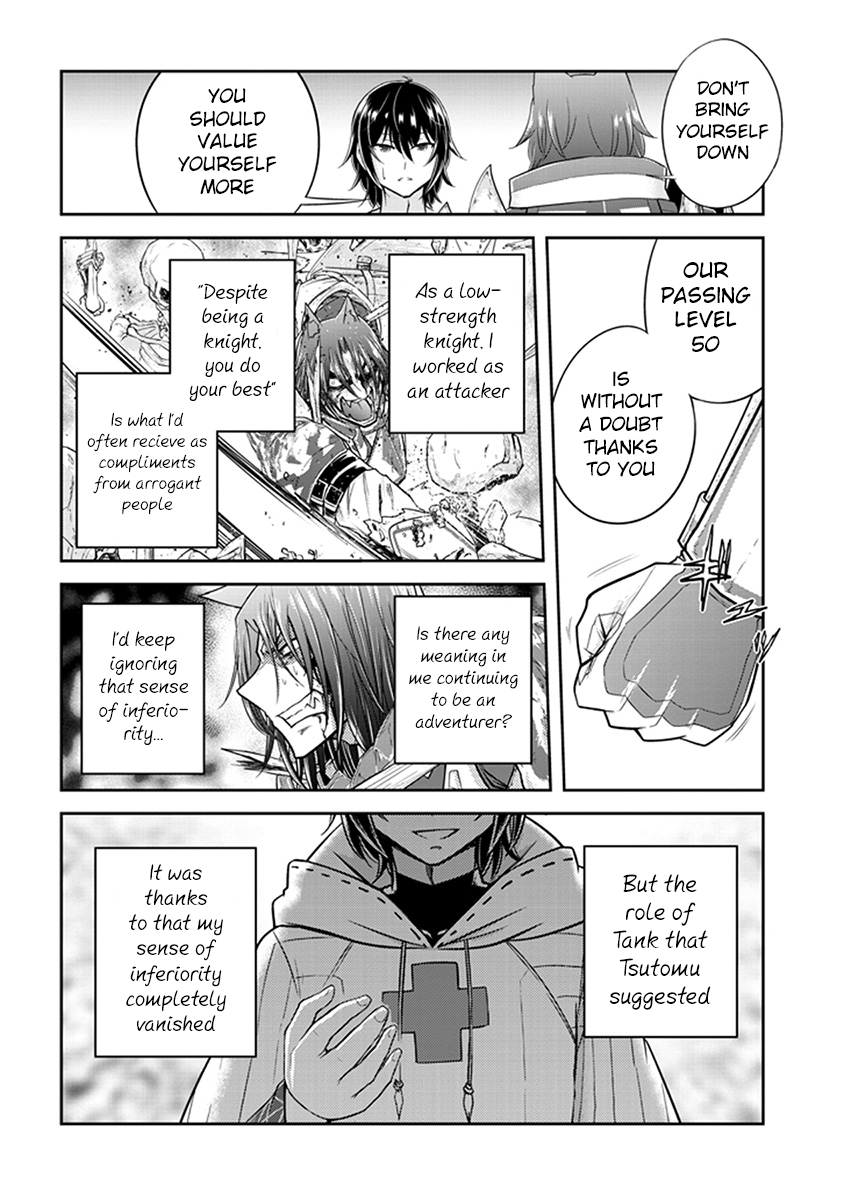 DON'T
BRING
YOURSELF
DOWN
YOU
SHOULD
VALUE
YOURSELF
MORE
OUR
PASSING
LEVEL
50
IS
WITHOUT
A DOUBT
THANKS
TO YOU
As a low-
strength
knight, I
worked as
an attacker
"Despite
being a
knight,
you do
your best"
Is what I'd
often recieve as
compliments
from arrogant
people
Is there any
meaning in
me continuing
to be an
adventurer?
I'd keep
ignoring
that sense
of inferio-
rity...
But the
role of
Tank that
Tsutomu
suggested
It was
thanks
to that my
sense of
inferiority
completely
vanished